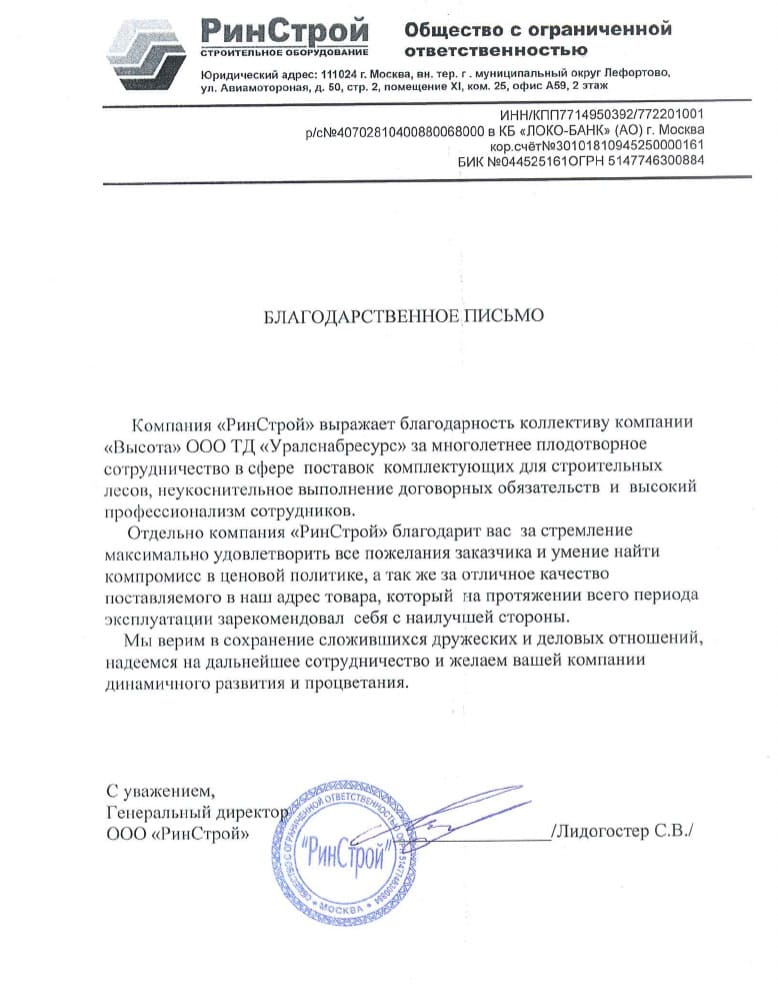 РинСтрой
СТРОИТЕЛЬНОЕ ОБОРУДОВАНИЕ
Общество с ограниченной
ответственностью
Юридический адрес: 111024 г. Москва, вн. тер. г . муниципальный округ Лефортово,
ул. Авиамотороная, д. 50, стр. 2, помещение XI, ком. 25, офис А59, 2 этаж
ИНН/КПП7714950392/772201001
р/с№40702810400880068000 в КБ «ЛОКО-БАНК» (АО) г. Москва
кор.счёт№30101810945250000161
БИК №044525161ОГРН 5147746300884
БЛАГОДАРСТВЕННОЕ ПИСЬМО
Компания «РинСтрой» выражает благодарность коллективу компании
«Высота» ООО ТД «Уралснабресурс» за многолетнее плодотворное
сотрудничество в сфере поставок комплектующих для строительных
лесов, неукоснительное выполнение договорных обязательств и высокий
профессионализм сотрудников.
Отдельно компания «РинСтрой» благодарит вас за стремление
максимально удовлетворить все пожелания заказчика и умение найти
компромисс в ценовой политике, а так же за отличное качество
поставляемого в наш адрес товара, который на протяжении всего периода
эксплуатации зарекомендовал себя с наилучшей стороны.
Мы верим в сохранение сложившихся дружеских и деловых отношений,
надеемся на дальнейшее сотрудничество и желаем вашей компании
динамичного развития и процветания.
С уважением,
Генеральный директор
ООО «РинСтрой»
/Лидогостер С.В./
ОБЩЕСТВО С ОГРАНИЧЕННОЙ ОТВЕТСТВЕННОСТЬЮ ОГРН 5147746300884
"РинСтрой"
* МОСКВА *